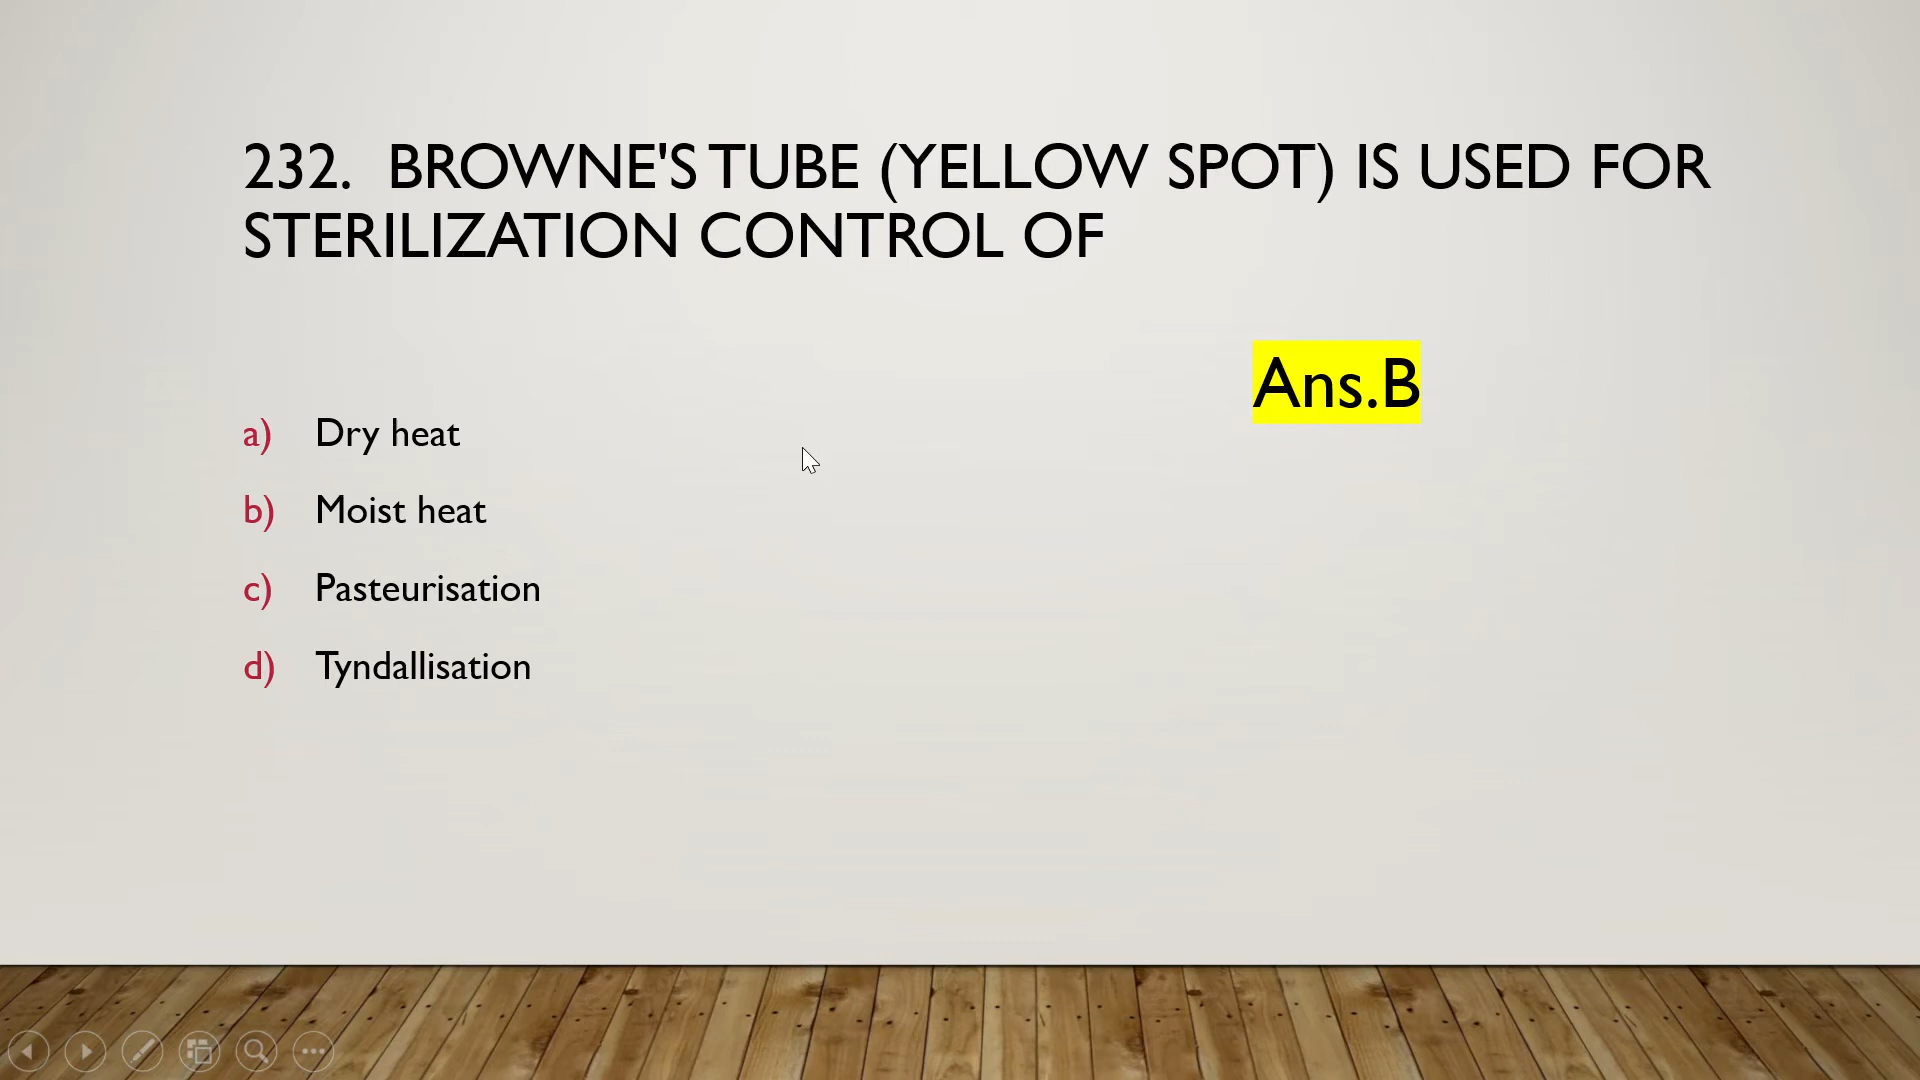 232. BROWNE'S TUBE (YELLOW SPOT) IS USED FOR
STERILIZATION CONTROL OF
Ans.B
a) Dry heat
b) Moist heat
c) Pasteurisation
d) Tyndallisation